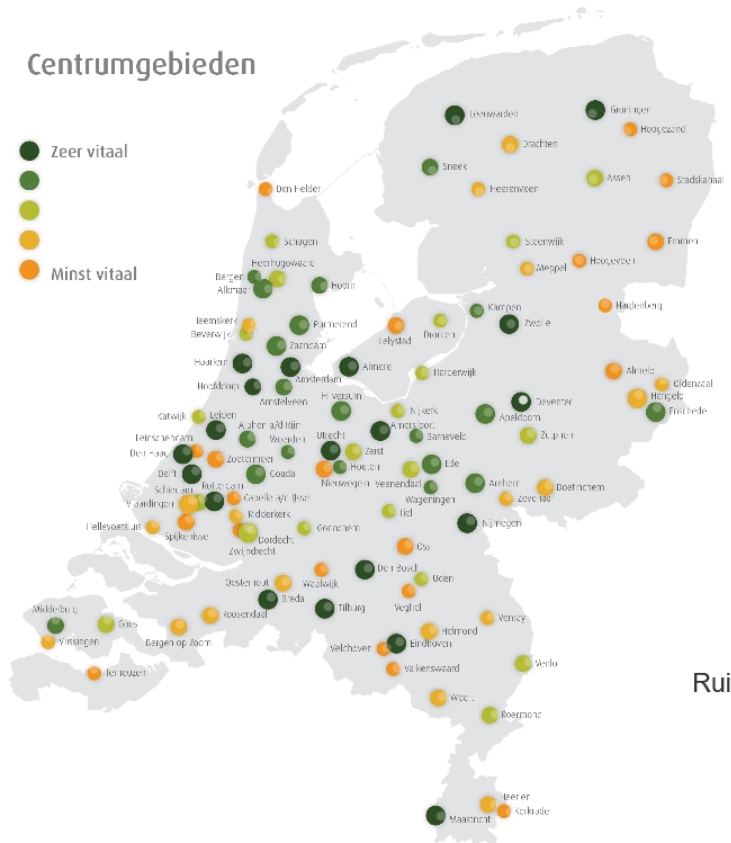 Centrumgebieden
Zeer vitaal
Minst vitaal
Leeuwarden
Groningen
Hoogezand
Drachten
Sneek
Assen
Stadskanaal
Den Helder
Heerenveen
Schagen
Steenwijk
Emmen
Heerhugowaard
Meppel
Hoogeveen
Bergen
Alkmaar
Hoorn
Kampen
Hardenberg
Heemskerk
Purmerend
Lelystad
Dronten
Zwolle
Beverwijk
Zaandam
Haarlem
Amsterdam
Almere
Harderwijk
Almelo
Oldenzaal
Hoofddorp
Amstelveen
Hilversum
Deventer
Hengelo
Enschede
Katwijk
Leiden
Alphen a/d Rijn
Nijkerk
Apeldoorn
Leidschendam
Woerden
Utrecht
Amersfoort
Barneveld
Zutphen
Den Haag
Zoetermeer
Zeist
Delft
Gouda
Nieuwegein
Houten
Veenendaal
Ede
Arnhem
Doetinchem
Schiedam
Rotterdam
Capelle a/d IJssel
Wageningen
Zevenaar
Vlaardingen
Ridderkerk
Tiel
Hellevoetsluis
Spijkenisse
Gorinchem
Nijmegen
Dordecht
Zwijndrecht
Oss
Oosterhout
Waalwijk
Den Bosch
Uden
Breda
Veghel
Middelburg
Tilburg
Goes
Roosendaal
Venray
Vlissingen
Bergen op Zoom
Helmond
Veldhoven
Eindhoven
Valkenswaard
Venlo
Terneuzen
Rui
Weert
Roermond
Heerlen
Kerkrade
Maastricht